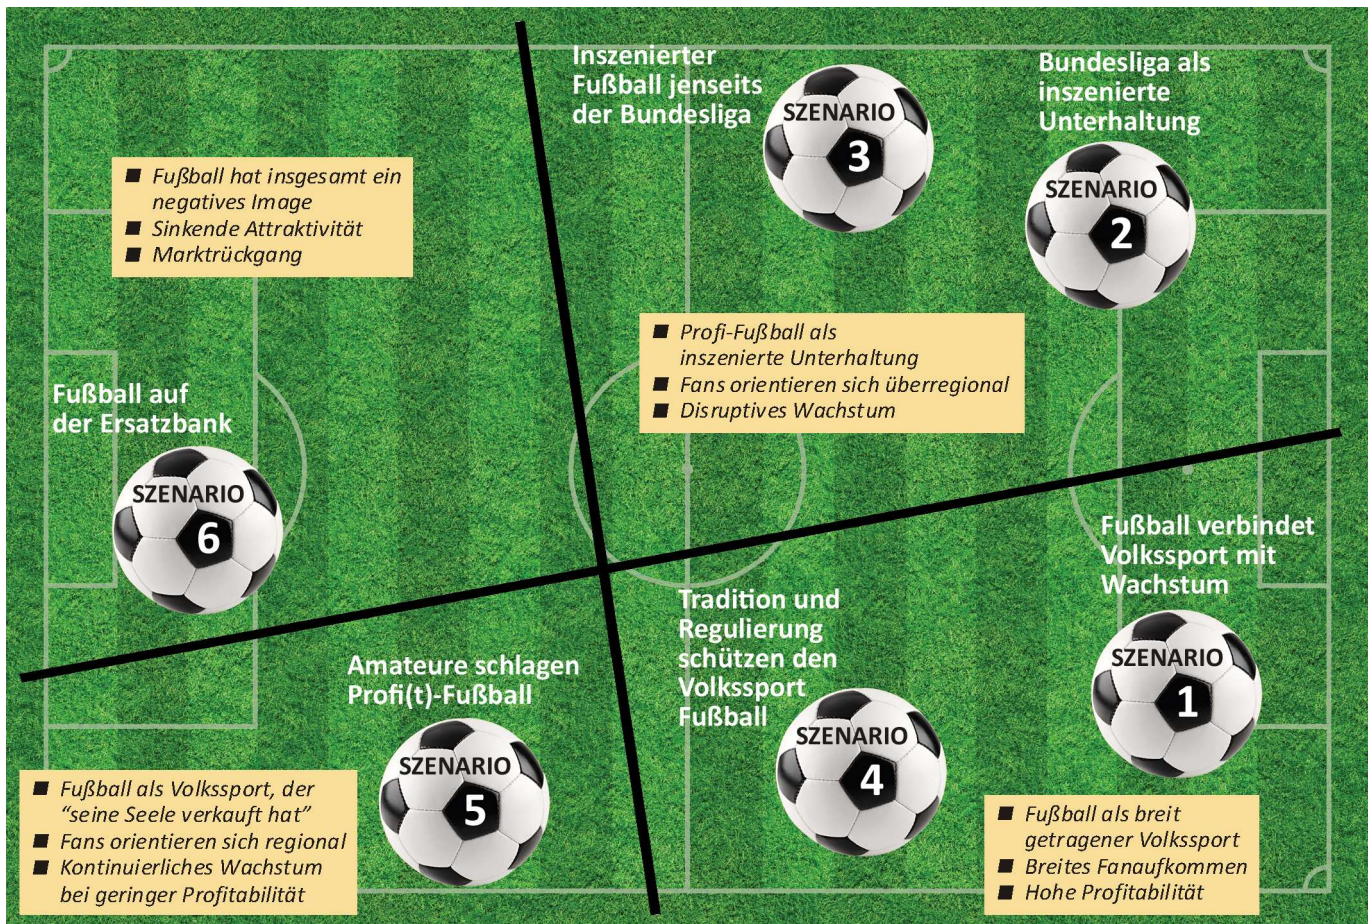 Inszenierter
Fußball jenseits
der Bundesliga
SZENARIO
3
Bundesliga als
inszenierte
Unterhaltung
SZENARIO
2
■ Fußball hat insgesamt ein
negatives Image
■ Sinkende Attraktivität
■ Marktrückgang
■ Profi-Fußball als
inszenierte Unterhaltung
■ Fans orientieren sich überregional
■ Disruptives Wachstum
Fußball auf
der Ersatzbank
SZENARIO
6
Fußball verbindet
Volkssport mit
Wachstum
SZENARIO
1
Tradition und
Regulierung
schützen den
Volkssport
Fußball
SZENARIO
4
Amateure schlagen
Profi(t)-Fußball
SZENARIO
5
■ Fußball als Volkssport, der
“seine Seele verkauft hat”
■ Fans orientieren sich regional
■ Kontinuierliches Wachstum
bei geringer Profitabilität
■ Fußball als breit
getragener Volkssport
■ Breites Fanaufkommen
■ Hohe Profitabilität